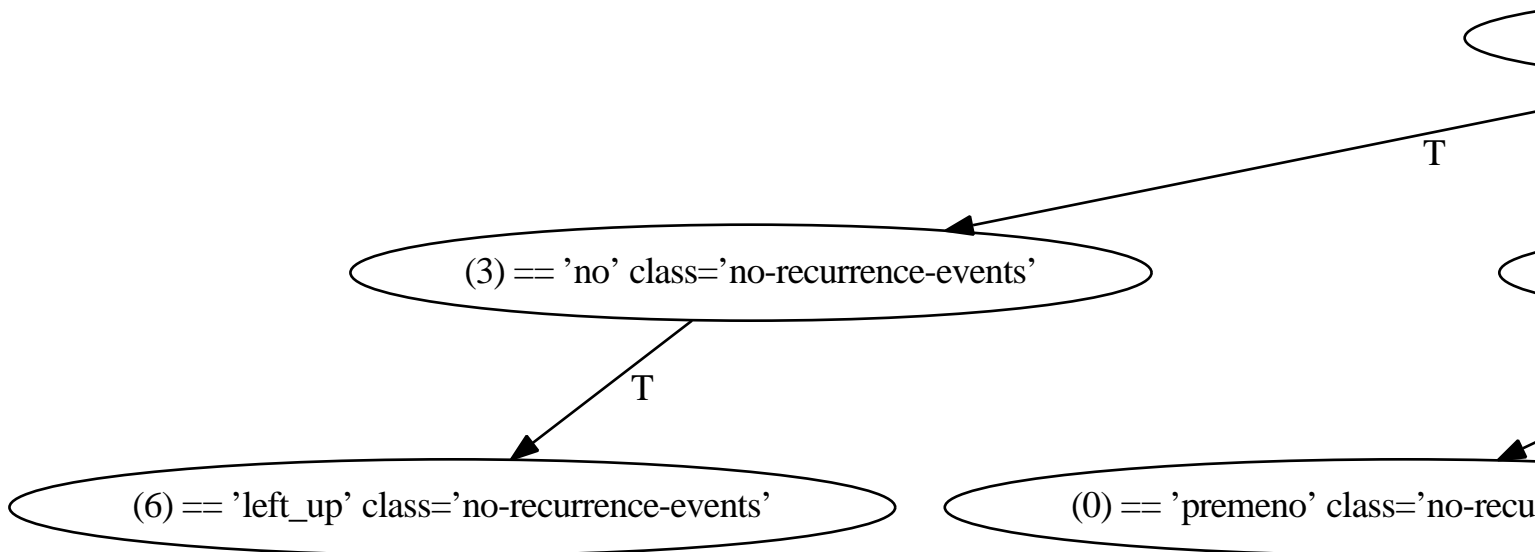 T
(3) == ’no’ class=’no-recurrence-events’
T
(6) == ’left_up’ class=’no-recurrence-events’
(0) == ’premeno’ class=’no-recu